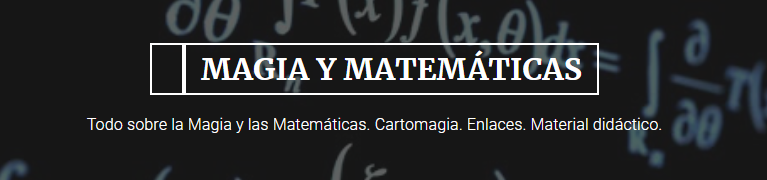 MAGIA Y MATEMÁTICAS
Todo sobre la Magia y las Matemáticas. Cartomagia. Enlaces. Material didáctico.